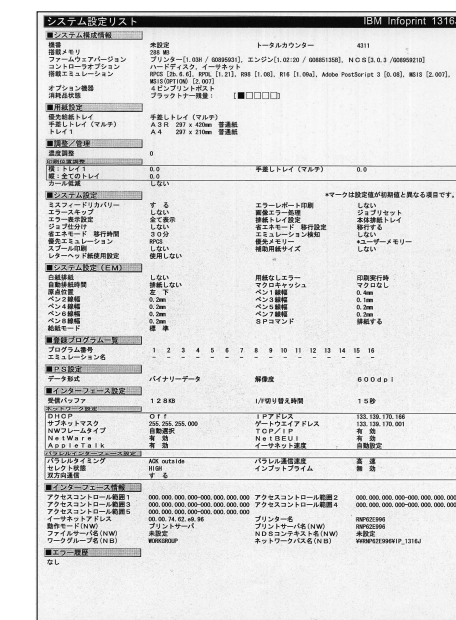 システム設定リスト IBM Infoprint 1316J
■システム構成情報
機番 未設定 トータルカウンター 4311
搭載メモリ 288 MB
ファームウェアバージョン プリンター[1.03H / G0895931], エンジン[1.02:20 / G0885135B], NCS[3.0.3 / G0895921D]
コントローラオプション ハードディスク, イーサネット
搭載エミュレーション RPCS [2b.6.6], RPDL [1.21], R98 [1.08], R16 [1.09a], Adobe PostScript 3 [0.08], MSIS [2.007],
MSIS(OPTION) [2.007]
オプション機器 4ビンプリントポスト
消耗品状態 ブラックトナー残量： [■□□□□]
■用紙設定
優先給紙トレイ 手差しトレイ（マルチ）
手差しトレイ（マルチ） A3R 297 x 420mm 普通紙
トレイ1 A4 297 x 210mm 普通紙
■調整/管理
濃度調整 0
印刷位置調整
横：トレイ1 0.0 手差しトレイ（マルチ） 0.0
縦：全てのトレイ 0.0
カール低減 しない
*マークは設定値が初期値と異なる項目です。
■システム設定
ミスフィードリカバリー する エラーレポート印刷 しない
エラースキップ しない 画像エラー処理 ジョブリセット
エラー表示設定 全て表示 排紙トレイ設定 本体排紙トレイ
ジョブ仕分け しない 省エネモード 移行設定 移行する
省エネモード 移行時間 30分 エミュレーション検知 しない
優先エミュレーション RPCS 優先メモリー *ユーザーメモリー
スプール印刷 しない 補助用紙サイズ しない
レターヘッド紙使用設定 使用しない
■システム設定（EM）
白紙排紙 しない 用紙なしエラー 印刷実行時
自動排紙時間 排紙しない マクロキャッシュ マクロなし
原点位置 左 下 ペン1線幅 0.4mm
ペン2線幅 0.2mm ペン3線幅 0.1mm
ペン4線幅 0.2mm ペン5線幅 0.2mm
ペン6線幅 0.2mm ペン7線幅 0.2mm
ペン8線幅 0.2mm SPコマンド 排紙する
給紙モード 標 準
■登録プログラム一覧
プログラム番号 1 2 3 4 5 6 7 8 9 10 11 12 13 14 15 16
エミュレーション名 - - - - - - - - - - - - - - - -
■PS設定
データ形式 バイナリーデータ 解像度 600dpi
■インターフェース設定
受信バッファ 128KB I/F切り替え時間 15秒
ネットワーク設定
DHCP Off IPアドレス 133.139.170.166
サブネットマスク 255.255.255.000 ゲートウエイアドレス 133.139.170.001
NWフレームタイプ 自動選択 TCP/IP 有 効
NetWare 有 効 NetBEUI 有 効
AppleTalk 有 効 イーサネット速度 自動設定
パラレルインターフェース設定
パラレルタイミング ACK outside パラレル通信速度 高 速
セレクト状態 HIGH インプットプライム 無 効
双方向通信 する
■インターフェース情報
アクセスコントロール範囲1 000.000.000.000-000.000.000.000 アクセスコントロール範囲2 000.000.000.000-000.000.000.000
アクセスコントロール範囲3 000.000.000.000-000.000.000.000 アクセスコントロール範囲4 000.000.000.000-000.000.000.000
アクセスコントロール範囲5 000.000.000.000-000.000.000.000
イーサネットアドレス 00.00.74.62.e9.96 プリンター名 RNP62E996
動作モード(NW) プリントサーバ プリントサーバ名(NW) RNP62E996
ファイルサーバ名(NW) 未設定 NDSコンテキスト名(NW) 未設定
ワークグループ名(NB) WORKGROUP ネットワークパス名(NB) ¥¥RNP62E996¥IP_1316J
■エラー履歴
なし